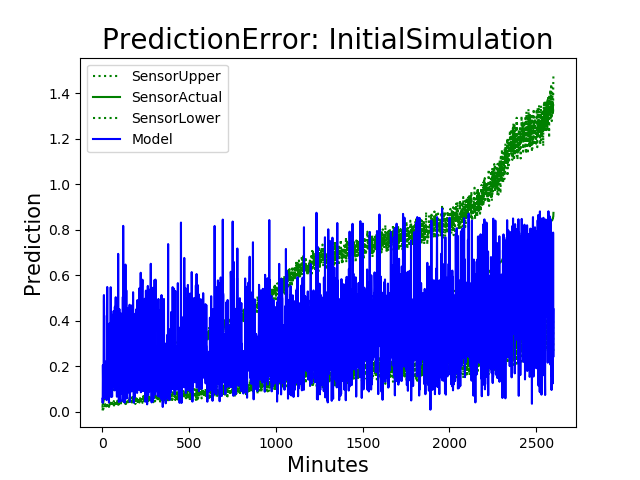 PredictionError: InitialSimulation
SensorUpper
SensorActual
SensorLower
Model
Prediction
1.4
1.2
1.0
0.8
0.6
0.4
0.2
0.0
0 500 1000 1500 2000 2500
Minutes